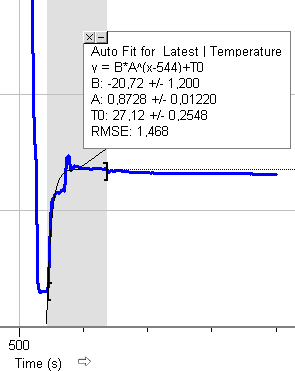 Auto Fit for Latest | Temperature
y = B*A^(x-544)+T0
B: -20,72 +/- 1,200
A: 0,8728 +/- 0,01220
T0: 27,12 +/- 0,2548
RMSE: 1,468
500
Time (s)